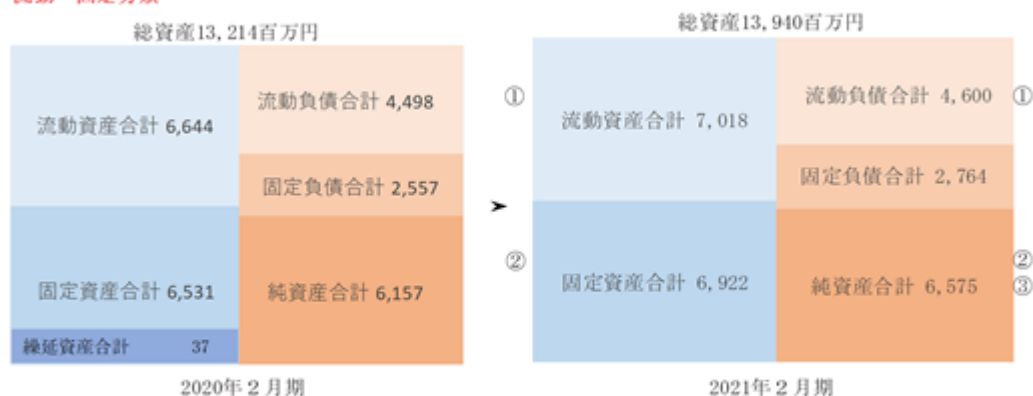 総資産13,214百万円
流動資産合計 6,644
流動負債合計 4,498
固定負債合計 2,557
固定資産合計 6,531
純資産合計 6,157
繰延資産合計 37
2020年2月期
➤
総資産13,940百万円
①
流動資産合計 7,018
流動負債合計 4,600 ①
固定負債合計 2,764
②
固定資産合計 6,922
純資産合計 6,575
②
③
2021年2月期